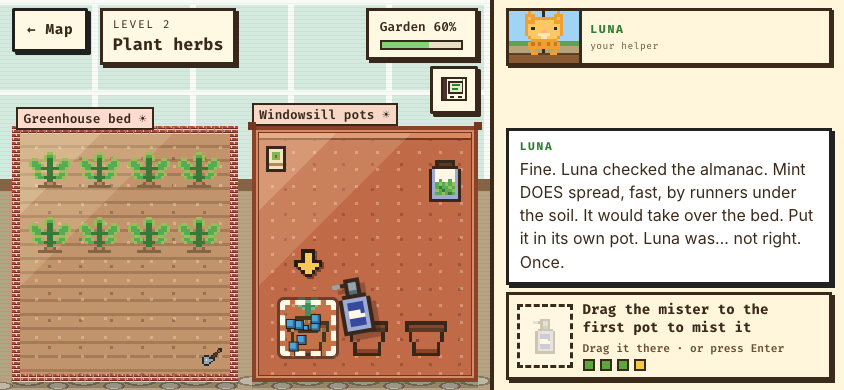 ← Map
LEVEL 2
Plant herbs
Garden 60%
Greenhouse bed ☀
Windowsill pots ☀
LUNA
your helper
LUNA
Fine. Luna checked the almanac. Mint
DOES spread, fast, by runners under
the soil. It would take over the bed. Put
it in its own pot. Luna was... not right.
Once.
Drag the mister to the
first pot to mist it
Drag it there · or press Enter